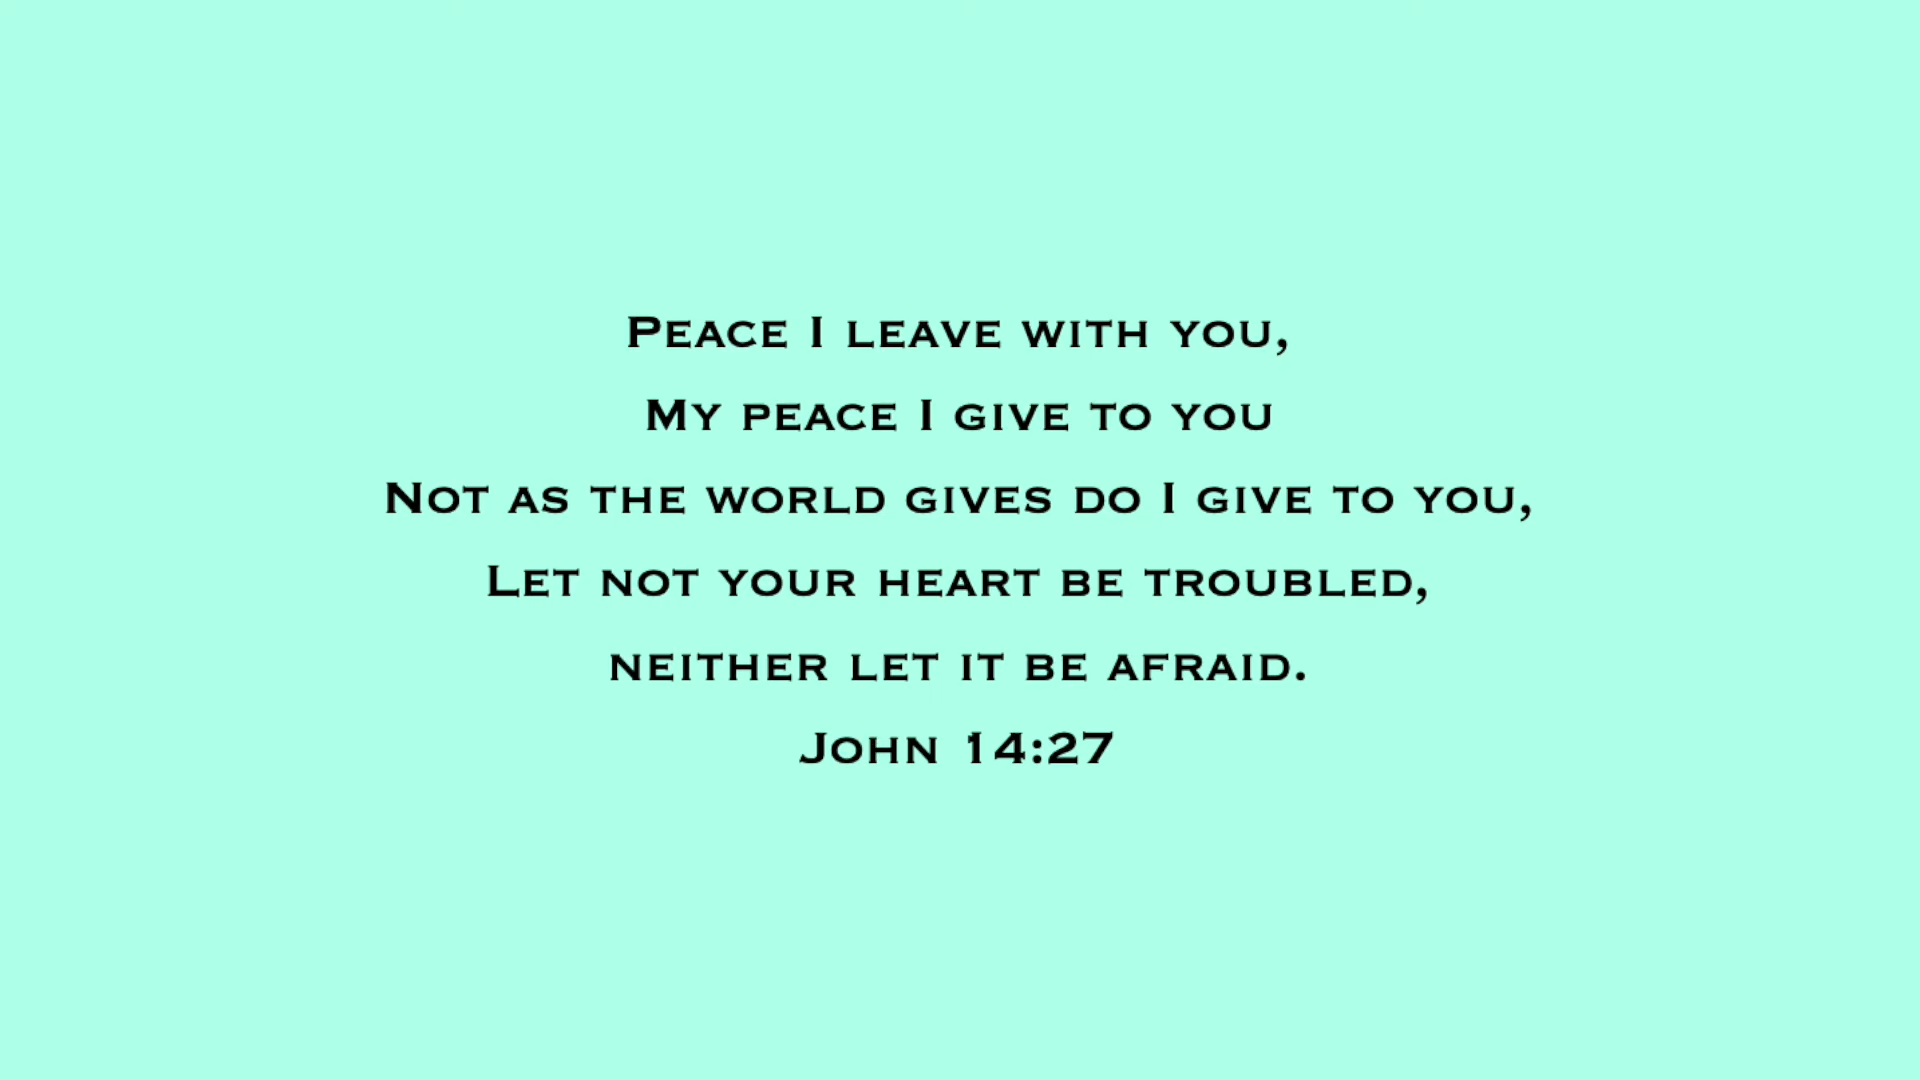 Peace I leave with you,
My peace I give to you
Not as the world gives do I give to you,
Let not your heart be troubled,
neither let it be afraid.
John 14:27